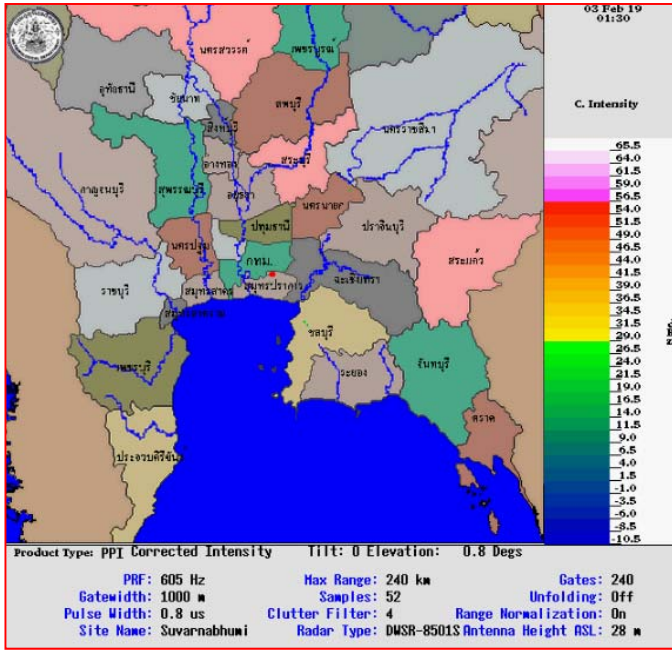 03 Feb 19
01:30
C. Intensity
65.5
64.0
61.5
59.0
56.5
54.0
51.5
49.0
46.5
44.0
41.5
39.0
36.5
34.0
31.5
29.0
26.5
24.0
21.5
19.0
16.5
14.0
11.5
9.0
6.5
4.0
1.5
-1.0
-3.5
-6.0
-8.5
-10.5
นครสวรรค์
เพชรบูรณ์
อุทัยธานี
ชัยนาท
ลพบุรี
สิงห์บุรี
นครราชสีมา
อ่างทอง
สระบุรี
กาญจนบุรี
สุพรรณบุรี
อยุธยา
นครนายก
ปราจีนบุรี
ปทุมธานี
นครปฐม
กทม.
สระแก้ว
ราชบุรี
สมุทรสาคร
สมุทรปราการ
ฉะเชิงเทรา
ชลบุรี
เพชรบุรี
ระยอง
จันทบุรี
ตราด
ประจวบคีรีขันธ์
Product Type: PPI Corrected Intensity Tilt: 0 Elevation: 0.8 Degs
PRF: 605 Hz Max Range: 240 km Gates: 240
Gatewidth: 1000 m Samples: 52 Unfolding: Off
Pulse Width: 0.8 us Clutter Filter: 4 Range Normalization: On
Site Name: Suvarnabhumi Radar Type: DWSR-8501S Antenna Height ASL: 28 m